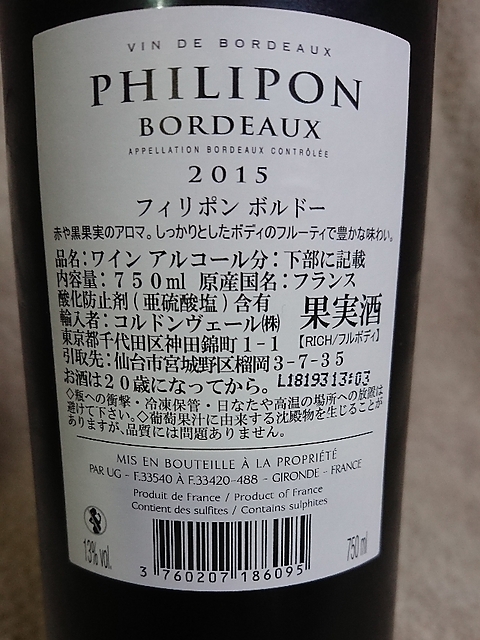 VIN DE BORDEAUX
PHILIPON
BORDEAUX
APPELLATION BORDEAUX CONTRÔLÉE
2015
フィリポン ボルドー
赤や黒果実のアロマ。しっかりとしたボディのフルーティで豊かな味わい。
品名:ワイン アルコール分:下部に記載
内容量:750ml 原産国名:フランス
酸化防止剤(亜硫酸塩)含有 果実酒
輸入者:コルドンヴェール㈱
東京都千代田区神田錦町1-1 【RICH/フルボディ】
引取先:仙台市宮城野区榴岡3-7-35
お酒は20歳になってから。 L1819313:03
◇瓶への衝撃・冷凍保管・日なたや高温の場所への放置は
避けて下さい。◇葡萄果汁に由来する沈殿物を生じることが
ありますが、品質には問題ありません。
MIS EN BOUTEILLE À LA PROPRIÉTÉ
PAR UG - F.33540 À F.33420-488 - GIRONDE - FRANCE
Produit de France / Product of France
Contient des sulfites / Contains sulphites
13% vol.
750 ml
3 760207 186095